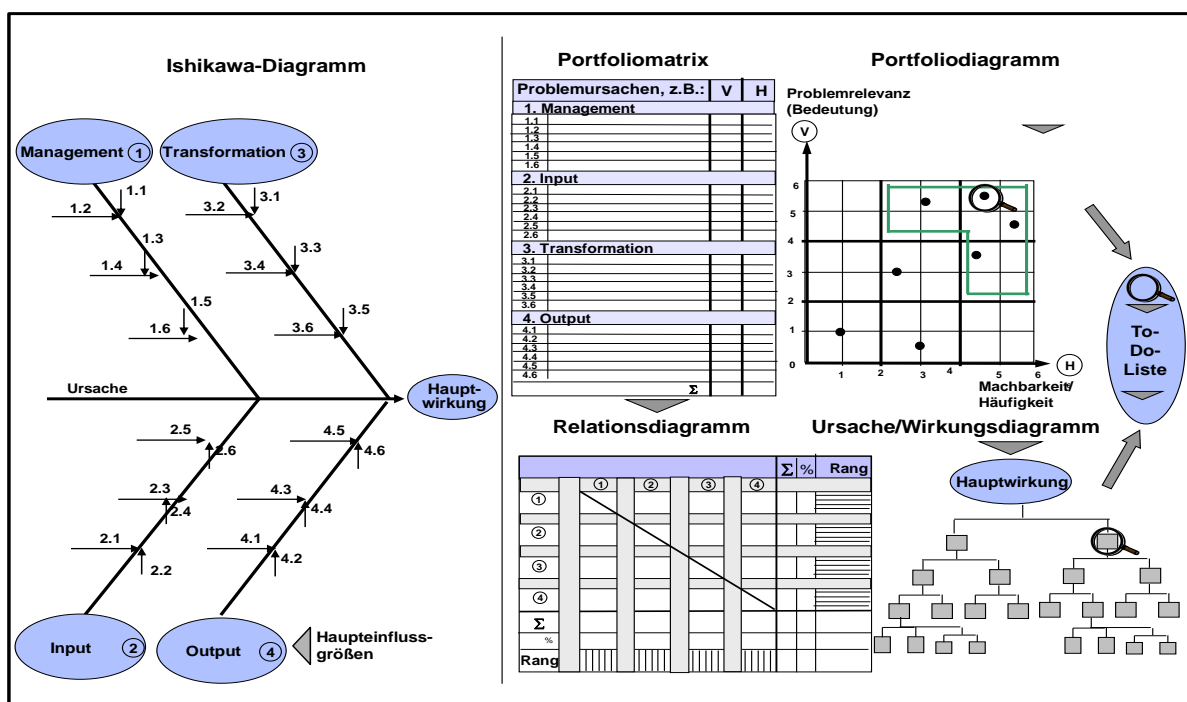 Ishikawa-Diagramm
Management 1
Transformation 3
1.1
1.2
1.3
1.4
1.5
1.6
3.1
3.2
3.3
3.4
3.5
3.6
Ursache
Haupt-
wirkung
2.5
2.6
2.3
2.4
2.1
2.2
4.5
4.6
4.3
4.4
4.1
4.2
Input 2
Output 4
Haupteinfluss-
größen
Portfoliomatrix
Problemursachen, z.B.: V H
1. Management
1.1
1.2
1.3
1.4
1.5
1.6
2. Input
2.1
2.2
2.3
2.4
2.5
2.6
3. Transformation
3.1
3.2
3.3
3.4
3.5
3.6
4. Output
4.1
4.2
4.3
4.4
4.5
4.6
Σ
Portfoliodiagramm
Problemrelevanz
(Bedeutung)
V
6
5
4
3
2
1
0
1 2 3 4 5 6
H
Machbarkeit/
Häufigkeit
To-
Do-
Liste
Relationsdiagramm
Σ % Rang
1 2 3 4
1
2
3
4
Σ
%
Rang
Ursache/Wirkungsdiagramm
Hauptwirkung